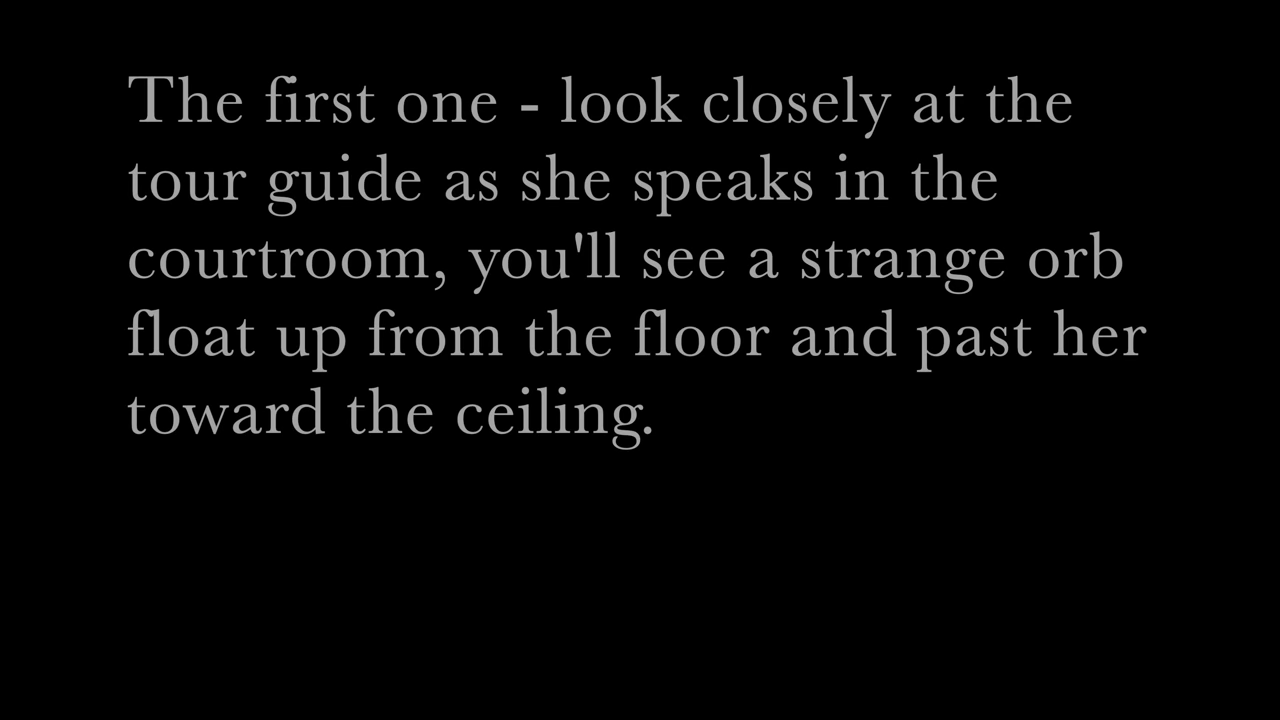 The first one - look closely at the
tour guide as she speaks in the
courtroom, you'll see a strange orb
float up from the floor and past her
toward the ceiling.